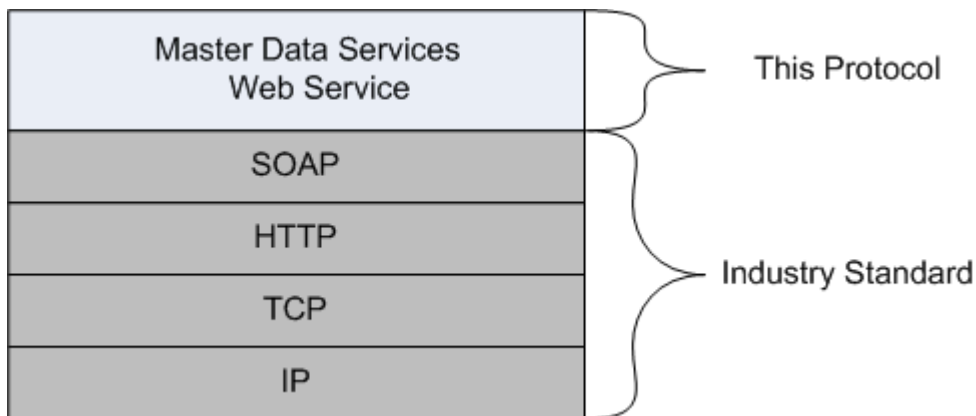 Master Data Services
Web Service
This Protocol
SOAP
HTTP
TCP
IP
Industry Standard